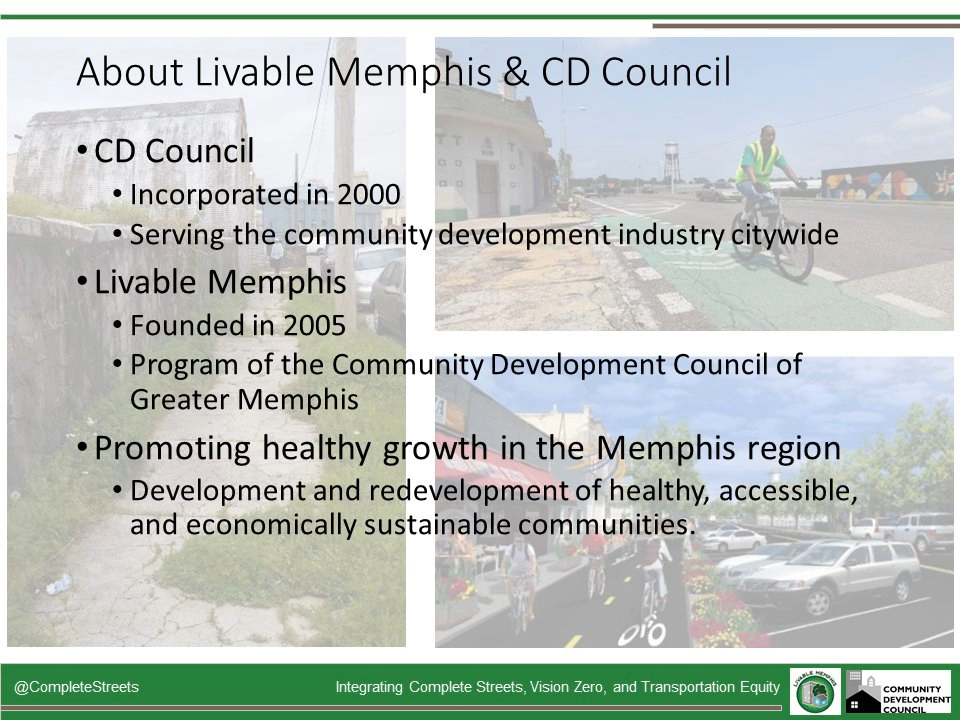 About Livable Memphis & CD Council
• CD Council
• Incorporated in 2000
• Serving the community development industry citywide
• Livable Memphis
• Founded in 2005
• Program of the Community Development Council of
Greater Memphis
• Promoting healthy growth in the Memphis region
• Development and redevelopment of healthy, accessible,
and economically sustainable communities.
@CompleteStreets
Integrating Complete Streets, Vision Zero, and Transportation Equity
LIVABLE MEMPHIS
COMMUNITY
DEVELOPMENT
COUNCIL